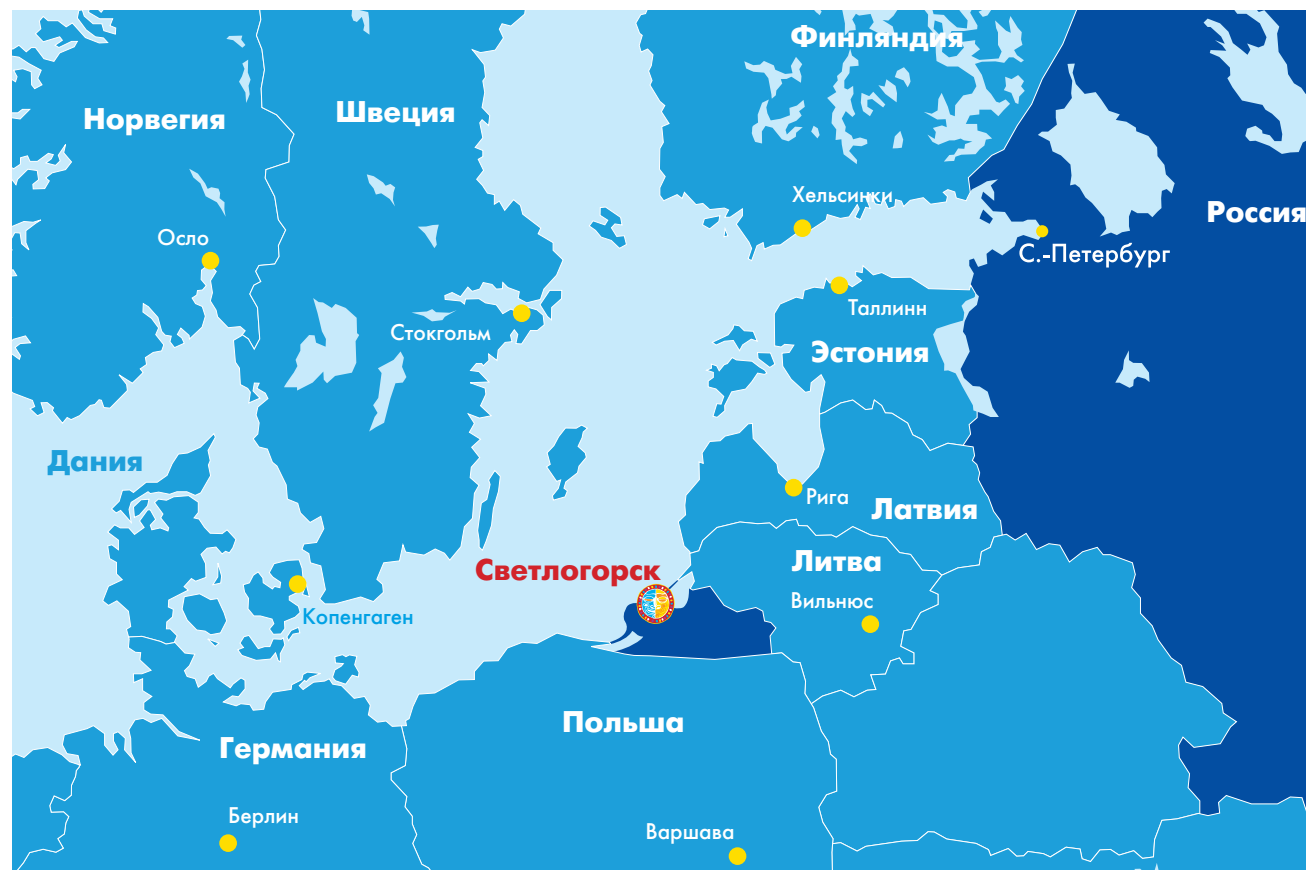 Финляндия
Швеция
Норвегия
Хельсинки
Россия
Осло
С.-Петербург
Таллинн
Стокгольм
Эстония
Дания
Рига
Латвия
Литва
Светлогорск
Вильнюс
Копенгаген
Польша
Германия
Берлин
Варшава